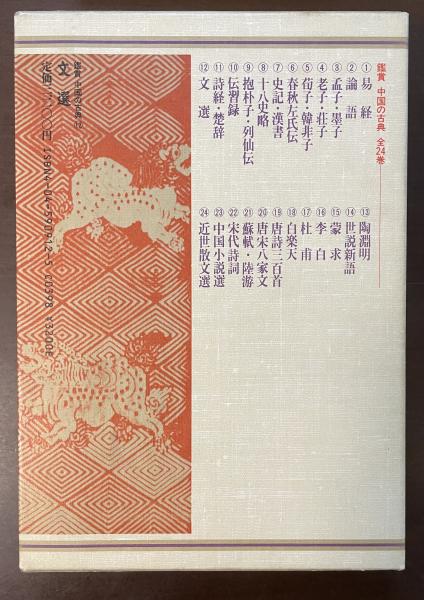 鑑賞 中国の古典 全24巻
①易経
②論語
③孟子・墨子
④老子・荘子
⑤荀子・韓非子
⑥春秋左氏伝
⑦史記・漢書
⑧十八史略
⑨抱朴子・列仙伝
⑩伝習録
⑪詩経・楚辞
⑫文選
⑬陶淵明
⑭世説新語
⑮蒙求
⑯李白
⑰杜甫
⑱白楽天
⑲唐詩三百首
⑳唐宋八家文
㉑蘇軾・陸游
㉒宋代詩詞
㉓中国小説選
㉔近世散文選
鑑賞 中国の古典⑫
文選
定価三二〇〇円
ISBN4-04-590912-5 C0398 ¥3200E